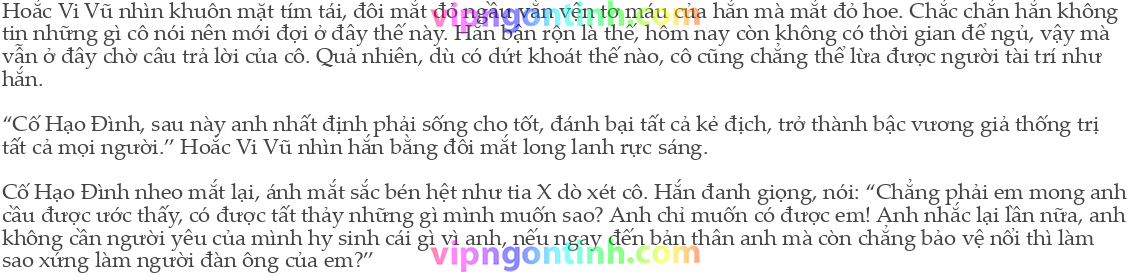 Hoắc Vi Vũ nhìn khuôn mặt tím tái, đôi mắt đỏ ngầu vằn vện tơ máu của hắn mà mắt đỏ hoe. Chắc chắn hắn không
tin những gì cô nói nên mới đợi ở đây thế này. Hắn bận rộn là thế, hôm nay còn không có thời gian để ngủ, vậy mà
vẫn ở đây chờ câu trả lời của cô. Quả nhiên, dù có dứt khoát thế nào, cô cũng chẳng thể lừa được người tài trí như
hắn.
vipngontinh.com
“Cố Hạo Đình, sau này anh nhất định phải sống cho tốt, đánh bại tất cả kẻ địch, trở thành bậc vương giả thống trị
tất cả mọi người.” Hoắc Vi Vũ nhìn hắn bằng đôi mắt long lanh rực sáng.
Cố Hạo Đình nheo mắt lại, ánh mắt sắc bén hệt như tia X dò xét cô. Hắn đanh giọng, nói: “Chẳng phải em mong anh
cầu được ước thấy, có được tất thảy những gì mình muốn sao? Anh chỉ muốn có được em! Anh nhắc lại lần nữa, anh
không cần người yêu của mình hy sinh cái gì vì anh, nếu ngay đến bản thân anh mà còn chẳng bảo vệ nổi thì làm
sao xứng làm người đàn ông của em?”
vipngontinh.com